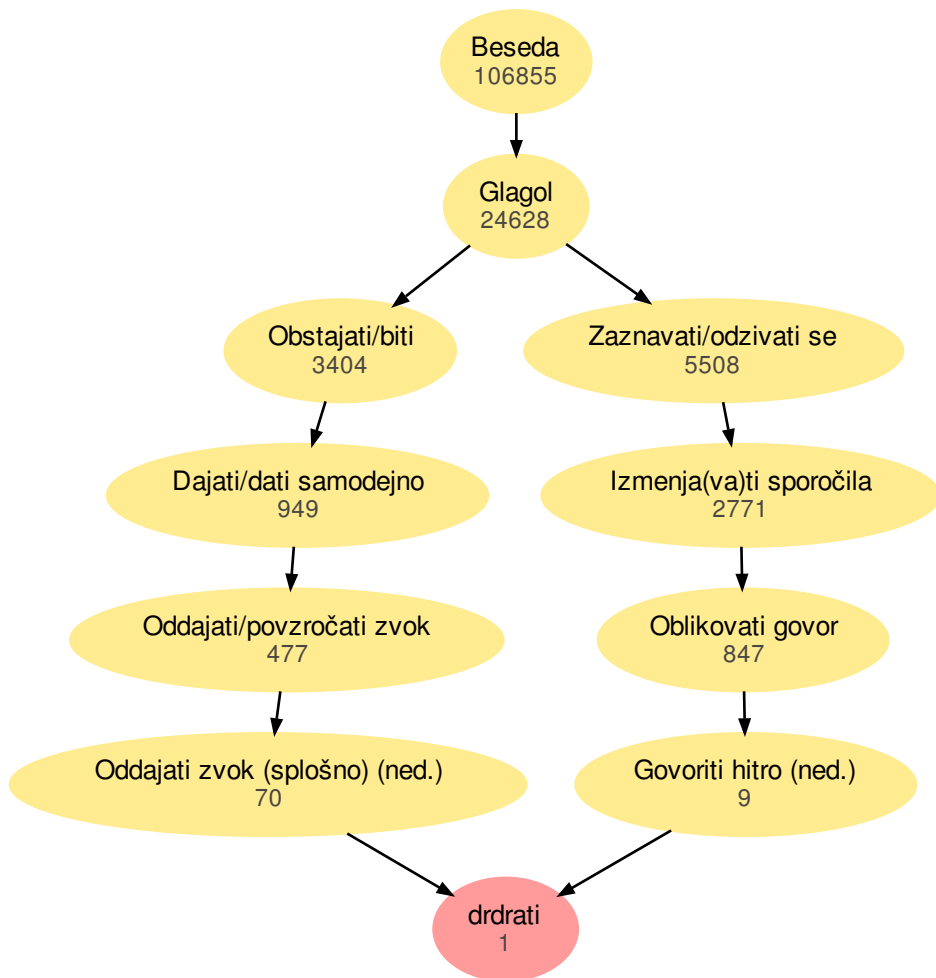 Beseda
106855
Glagol
24628
Obstajati/biti
3404
Zaznavati/odzivati se
5508
Dajati/dati samodejno
949
Izmenja(va)ti sporočila
2771
Oddajati/povzročati zvok
477
Oblikovati govor
847
Oddajati zvok (splošno) (ned.)
70
Govoriti hitro (ned.)
9
drdrati
1